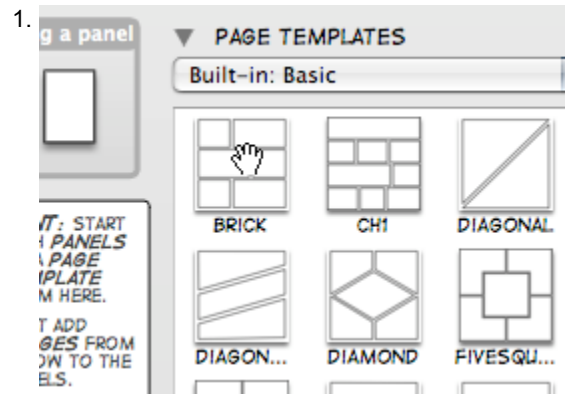 1.
g a panel
PAGE TEMPLATES
Built-in: Basic
BRICK
CH1
DIAGONAL
DIAGON...
DIAMOND
FIVESQU...
NT: START
H PANELS
A PAGE
MPLATE
M HERE.
T ADD
GES FROM
OW TO THE
ELS.